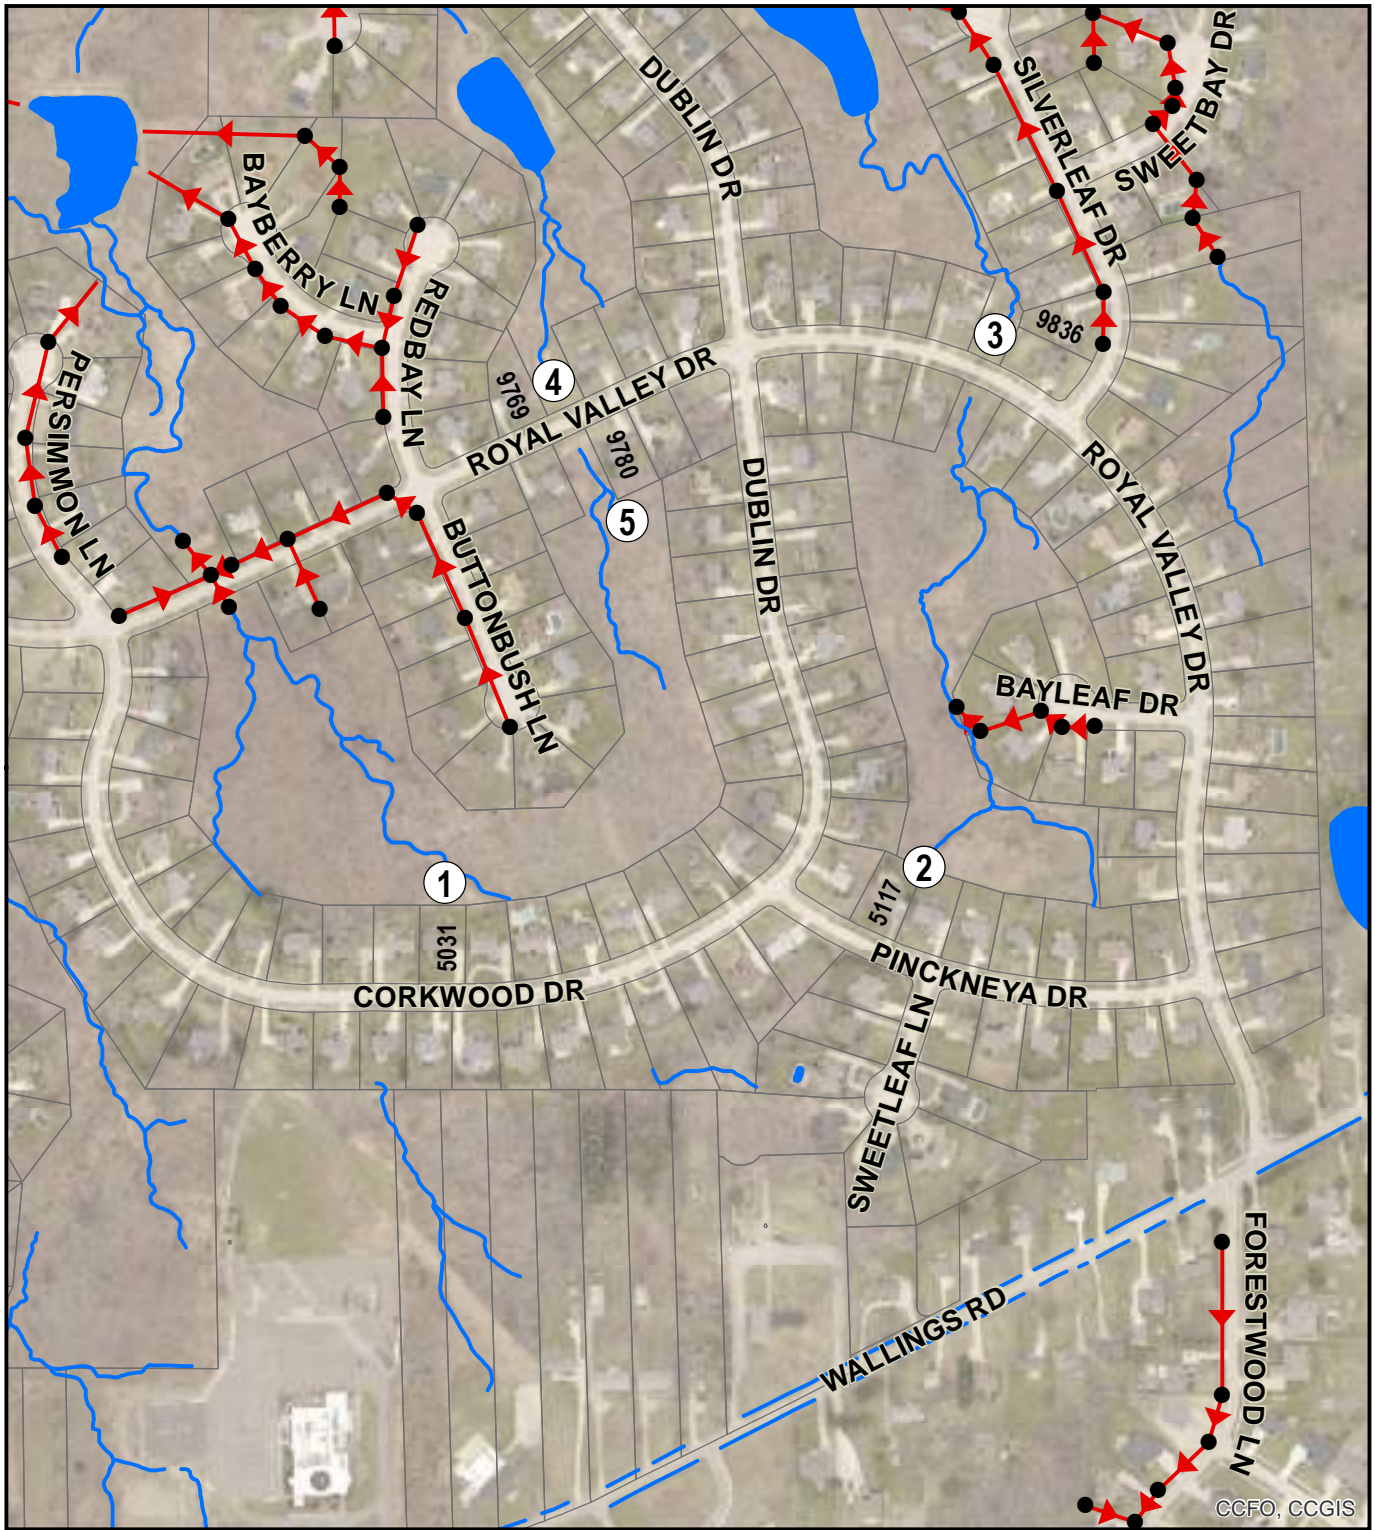 DUBLIN DR
SILVERLEAF DR
SWEETBAY DR
BAYBERRY LN
REDBAY LN
PERSIMMON LN
3
9836
4
9769
ROYAL VALLEY DR
9780
5
DUBLIN DR
ROYAL VALLEY DR
BUTTONBUSH LN
BAYLEAF DR
1
2
5117
5031
CORKWOOD DR
PINCKNEYA DR
SWEETLEAF LN
WALLINGS RD
FORESTWOOD LN
CCFO, CCGIS